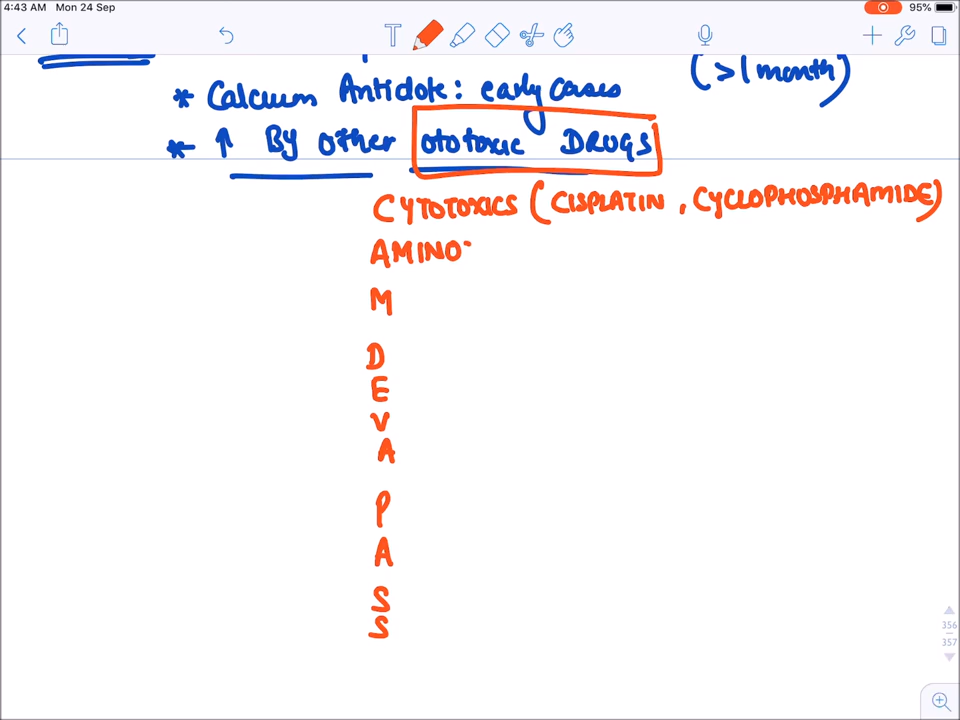 4:43 AM Mon 24 Sep 95%
(>1 month)
* Calcium Antidote: early cases
* ↑ By other ototoxic DRUGS
CYTOTOXICS (CISPLATIN, CYCLOPHOSPHAMIDE)
AMINO
M
D
E
V
A
P
A
S
S
356
357